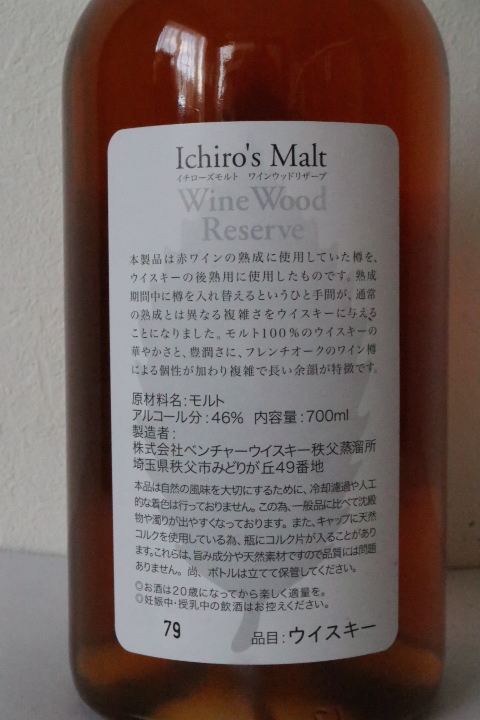 Ichiro's Malt
イチローズモルト ワインウッドリザーブ
Wine Wood
Reserve
本製品は赤ワインの熟成に使用していた樽を、
ウイスキーの後熟用に使用したものです。熟成
期間中に樽を入れ替えるというひと手間が、通常
の熟成とは異なる複雑さをウイスキーに与える
ことになりました。モルト100％のウイスキーの
華やかさと、豊潤さに、フレンチオークのワイン樽
による個性が加わり複雑で長い余韻が特徴です。
原材料名：モルト
アルコール分：46% 内容量：700ml
製造者：
株式会社ベンチャーウイスキー秩父蒸溜所
埼玉県秩父市みどりが丘49番地
本品は自然の風味を大切にするために、冷却濾過や人工
的な着色は行っておりません。この為、一般品に比べて沈殿
物や濁りが出やすくなっております。また、キャップに天然
コルクを使用している為、瓶にコルク片が入ることがあり
ます。これらは、旨み成分や天然素材ですので品質には問題
ありません。尚、ボトルは立てて保管してください。
◎お酒は20歳になってから楽しく適量を。
◎妊娠中・授乳中の飲酒はお控えください。
79 品目：ウイスキー